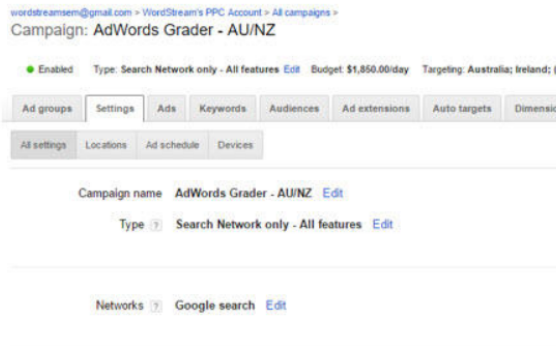 wordstreamsem@gmail.com > WordStream's PPC Account > All campaigns >
Campaign: AdWords Grader - AU/NZ
Enabled Type: Search Network only - All features Edit Budget: $1,850.00/day Targeting: Australia; Ireland; (
Ad groups Settings Ads Keywords Audiences Ad extensions Auto targets Dimensio
All settings Locations Ad schedule Devices
Campaign name AdWords Grader - AU/NZ Edit
Type ? Search Network only - All features Edit
Networks ? Google search Edit